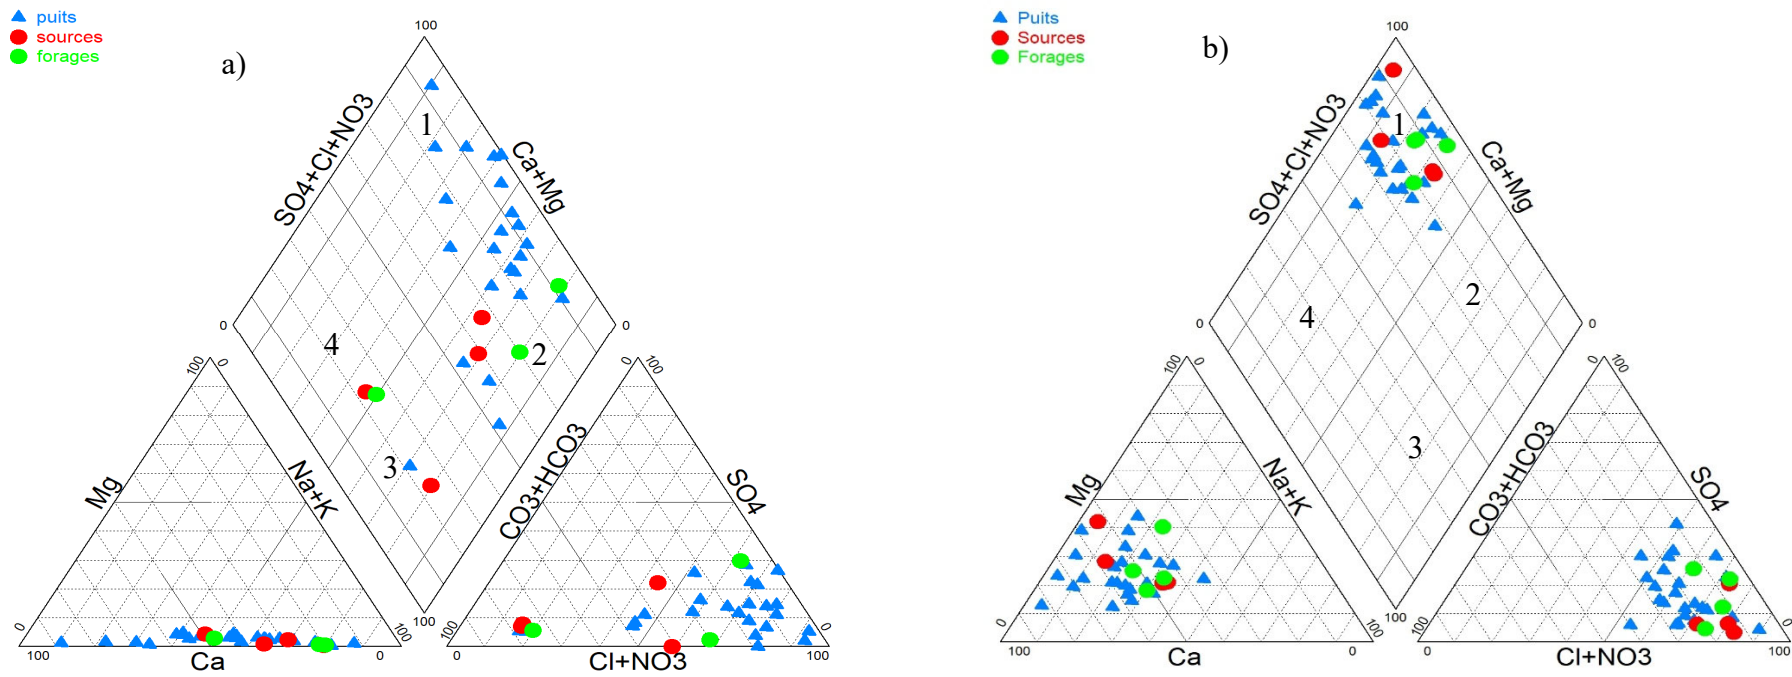 puits
sources
forages
a)
100
SO4+Cl+NO3
Ca+Mg
1
2
3
4
0
0
100
100
0
0
100
Mg
Na+K
CO3+HCO3
SO4
0
100
100
0
100
Ca
0
0
Cl+NO3
100
Puits
Sources
Forages
b)
100
SO4+Cl+NO3
Ca+Mg
1
2
3
4
0
0
100
100
0
0
100
Mg
Na+K
CO3+HCO3
SO4
0
100
100
0
100
Ca
0
0
Cl+NO3
100